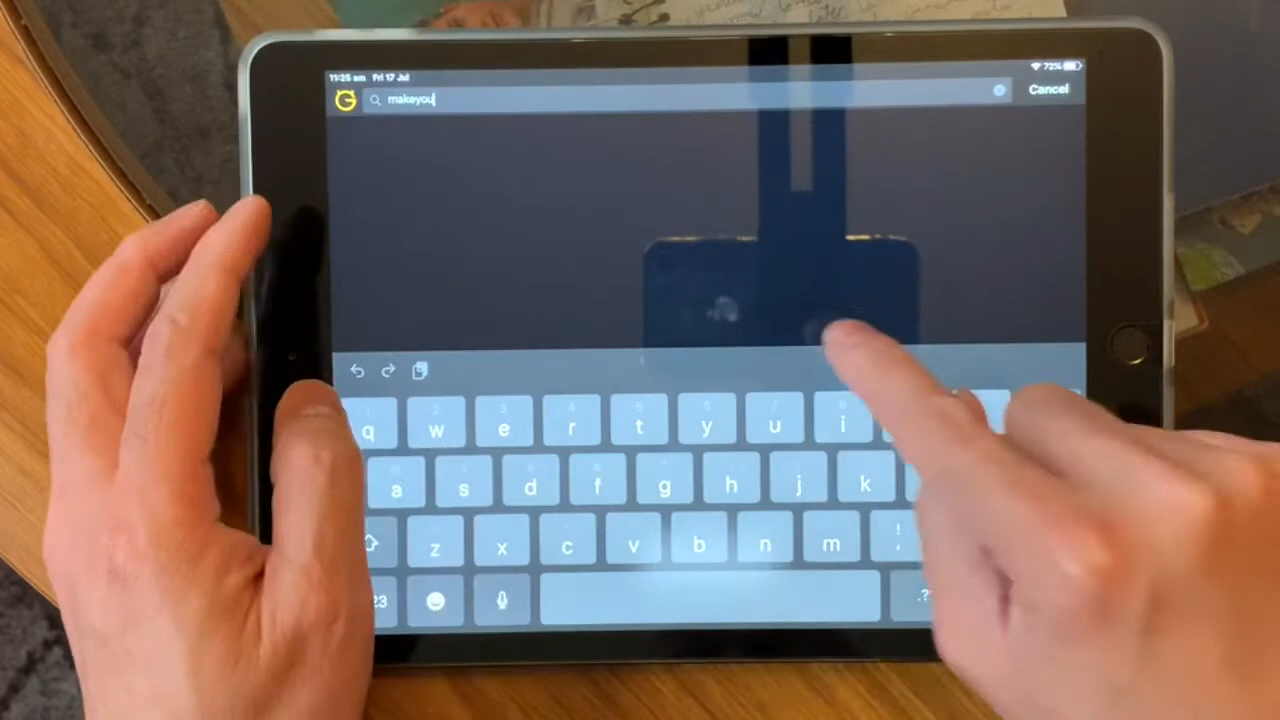 11:25 am Fri 17 Jul
72%
makeyou
Cancel
q w e r t y u i
a s d f g h j k
z x c v b n m ! ,
.?